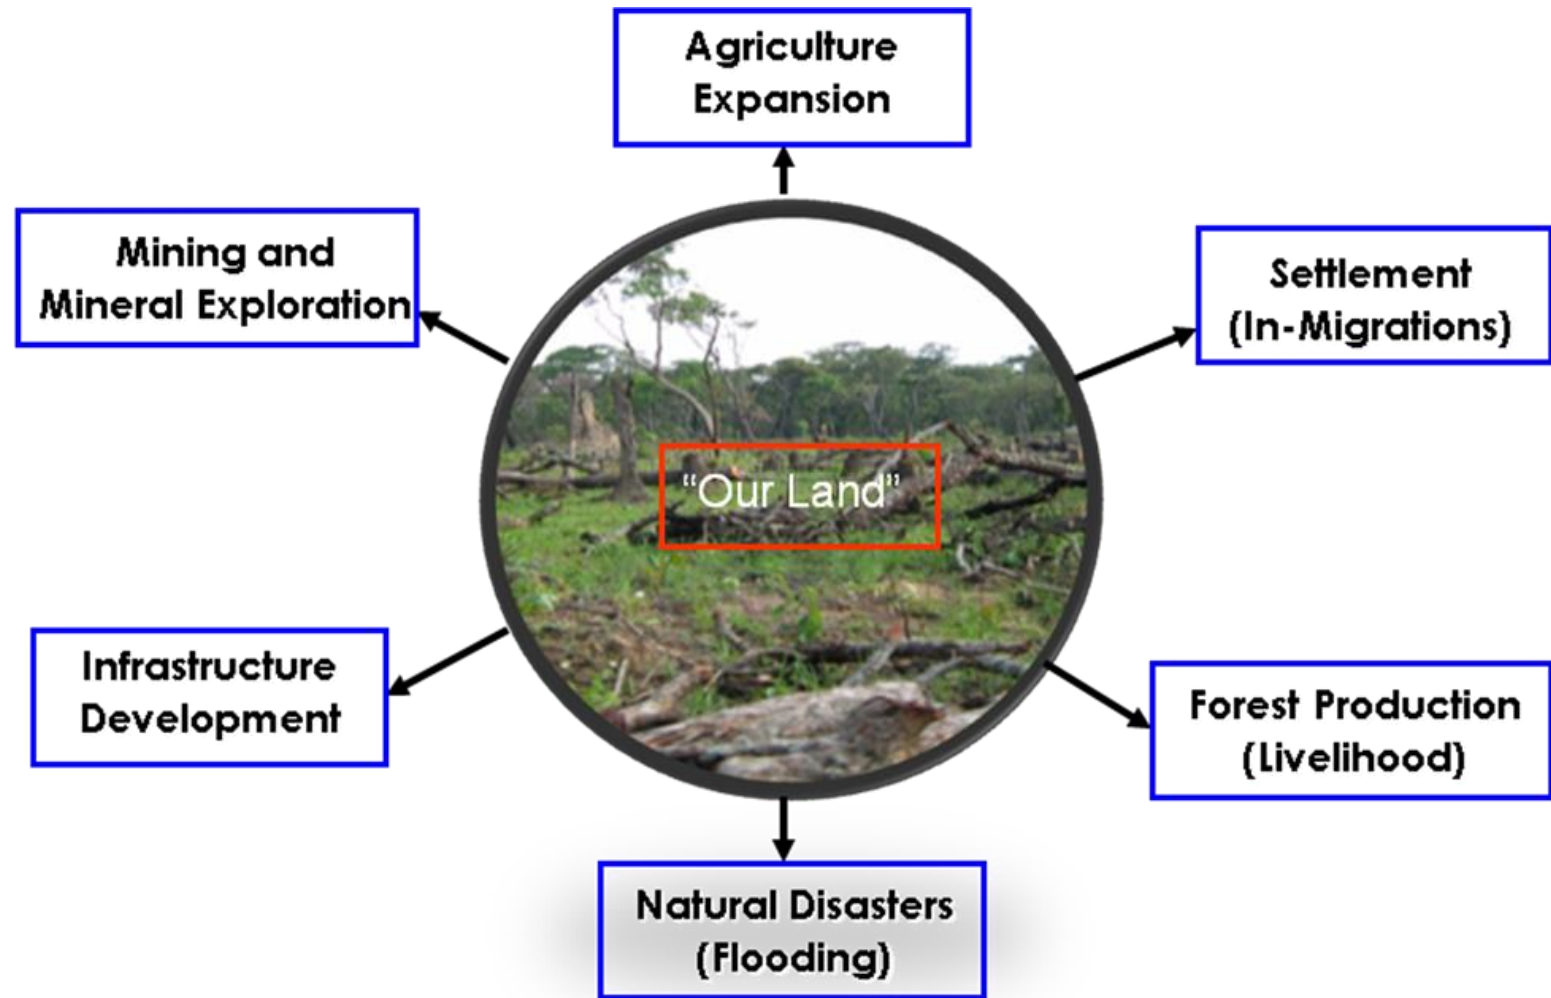 Agriculture
Expansion
Mining and
Mineral Exploration
Settlement
(In-Migrations)
“Our Land”
Infrastructure
Development
Forest Production
(Livelihood)
Natural Disasters
(Flooding)